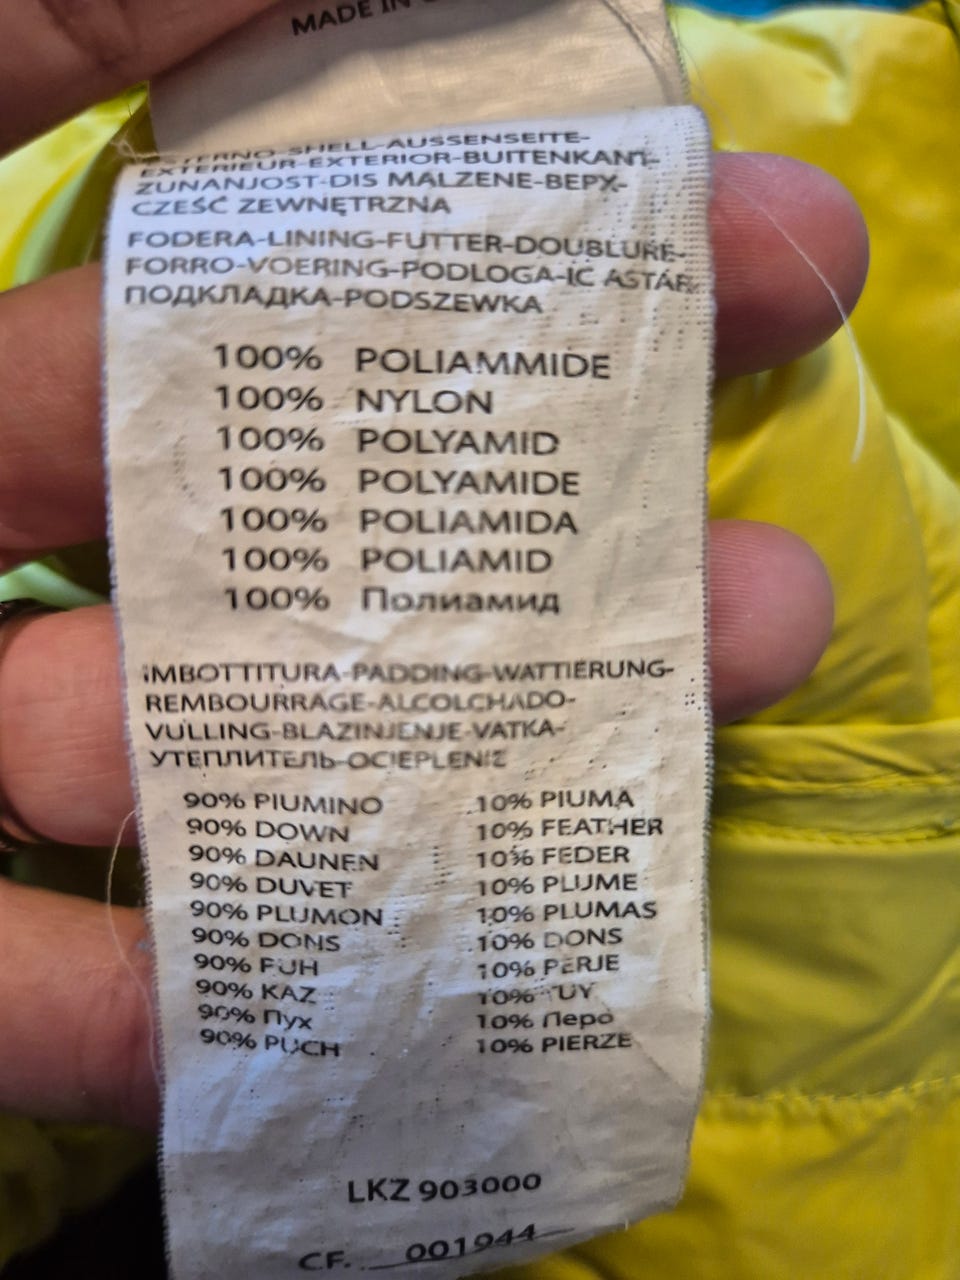 MADE IN
ESTERNO-SHELL-AUSSENSEITE-
EXTERIEUR-EXTERIOR-BUITENKANT-
ZUNANJOST-DIS MALZENE-ВЕРХ-
CZEŚĆ ZEWNĘTRZNA
FODERA-LINING-FUTTER-DOUBLURE-
FORRO-VOERING-PODLOGA-IC ASTAR-
ПОДКЛАДКА-PODSZEWKA
100% POLIAMMIDE
100% NYLON
100% POLYAMID
100% POLYAMIDE
100% POLIAMIDA
100% POLIAMID
100% Полиамид
IMBOTTITURA-PADDING-WATTIERUNG-
REMBOURRAGE-ALCOLCHADO-
VULLING-BLAZINJENJE-VATKA-
УТЕПЛИТЕЛЬ-OCIEPLENIE
90% PIUMINO 10% PIUMA
90% DOWN 10% FEATHER
90% DAUNEN 10% FEDER
90% DUVET 10% PLUME
90% PLUMON 10% PLUMAS
90% DONS 10% DONS
90% PUH 10% PERJE
90% KAZ 10% TUY
90% Пух 10% Перо
90% PUCH 10% PIERZE
LKZ 903000
CF. 001944